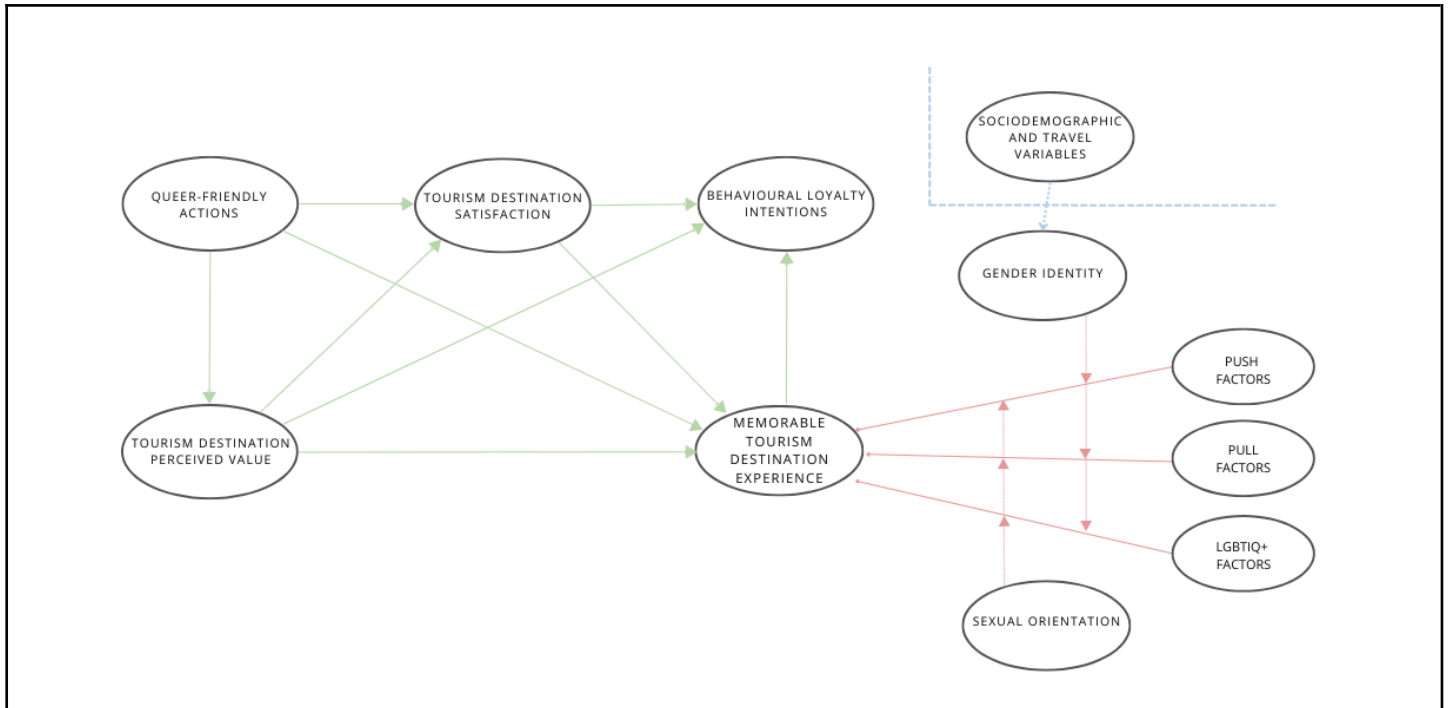 QUEER-FRIENDLY
ACTIONS
TOURISM DESTINATION
SATISFACTION
BEHAVIOURAL LOYALTY
INTENTIONS
SOCIODEMOGRAPHIC
AND TRAVEL
VARIABLES
GENDER IDENTITY
TOURISM DESTINATION
PERCEIVED VALUE
MEMORABLE
TOURISM
DESTINATION
EXPERIENCE
PUSH
FACTORS
PULL
FACTORS
LGBTIQ+
FACTORS
SEXUAL ORIENTATION